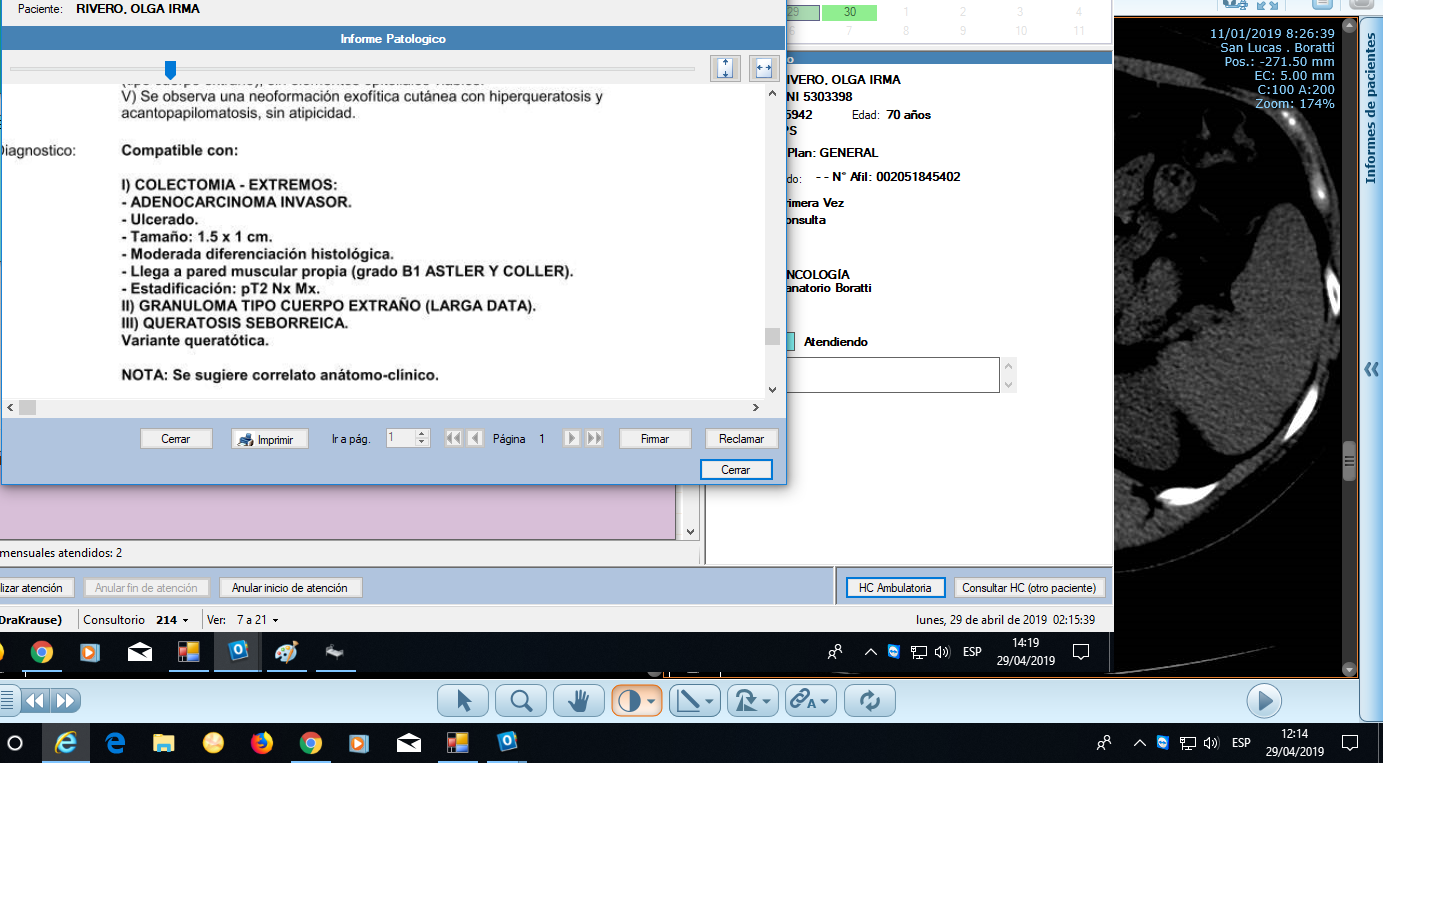 Paciente: RIVERO, OLGA IRMA
Informe Patologico
V) Se observa una neoformación exofítica cutánea con hiperqueratosis y
acantopapilomatosis, sin atipicidad.
Diagnostico: Compatible con:
I) COLECTOMIA - EXTREMOS:
- ADENOCARCINOMA INVASOR.
- Ulcerado.
- Tamaño: 1.5 x 1 cm.
- Moderada diferenciación histológica.
- Llega a pared muscular propia (grado B1 ASTLER Y COLLER).
- Estadificación: pT2 Nx Mx.
II) GRANULOMA TIPO CUERPO EXTRAÑO (LARGA DATA).
III) QUERATOSIS SEBORREICA.
Variante queratótica.
NOTA: Se sugiere correlato anátomo-clínico.
Cerrar Imprimir Ir a pág. 1 Página 1 Firmar Reclamar
Cerrar
29 30 1 2 3 4
6 7 8 9 10 11
IVERO, OLGA IRMA
NI 5303398
5942 Edad: 70 años
PS
Plan: GENERAL
do: - - N° Afil: 002051845402
rimera Vez
onsulta
NCOLOGÍA
anatorio Boratti
Atendiendo
mensuales atendidos: 2
lizar atención Anular fin de atención Anular inicio de atención HC Ambulatoria Consultar HC (otro paciente)
DraKrause) Consultorio 214 Ver: 7 a 21 lunes, 29 de abril de 2019 02:15:39
ESP 14:19
29/04/2019
11/01/2019 8:26:39
San Lucas . Boratti
Pos.: -271.50 mm
EC: 5.00 mm
C:100 A:200
Zoom: 174%
Informes de pacientes
ESP 12:14
29/04/2019